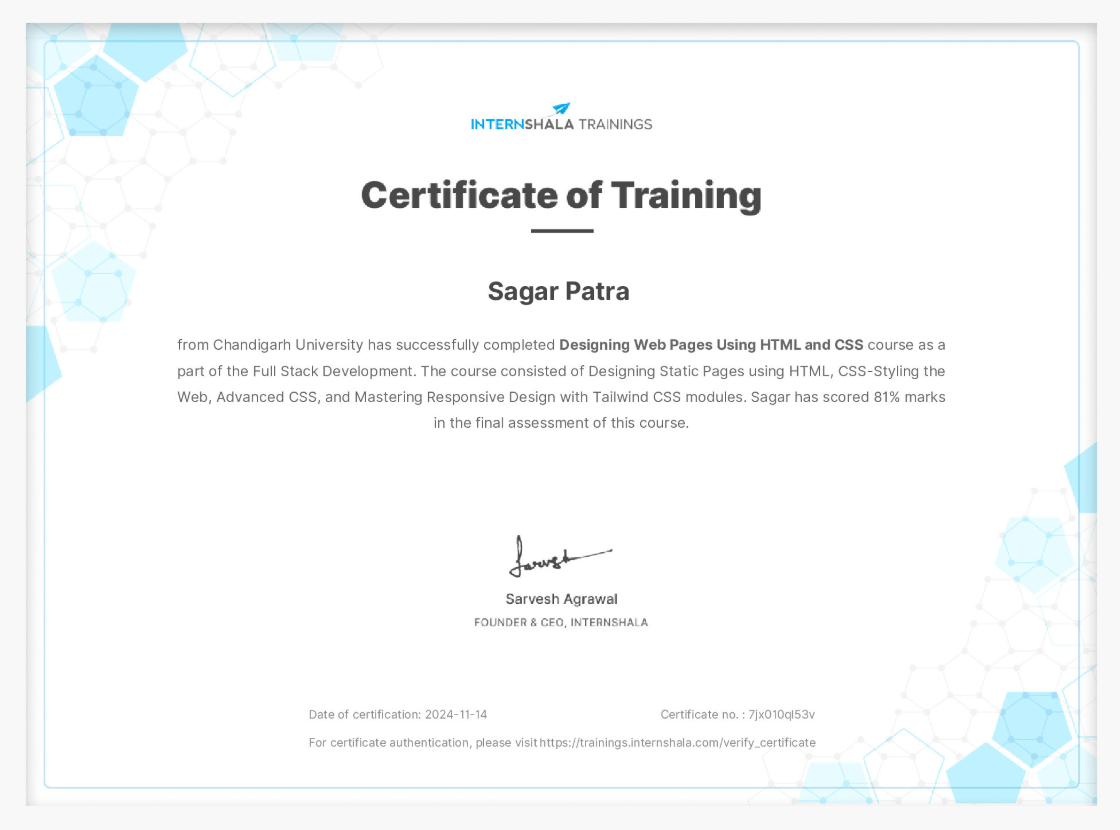 INTERNSHALA TRAININGS
Certificate of Training
Sagar Patra
from Chandigarh University has successfully completed Designing Web Pages Using HTML and CSS course as a
part of the Full Stack Development. The course consisted of Designing Static Pages using HTML, CSS-Styling the
Web, Advanced CSS, and Mastering Responsive Design with Tailwind CSS modules. Sagar has scored 81% marks
in the final assessment of this course.
Sarvesh
Sarvesh Agrawal
FOUNDER & CEO, INTERNSHALA
Date of certification: 2024-11-14 Certificate no. : 7jx010ql53v
For certificate authentication, please visit https://trainings.internshala.com/verify_certificate